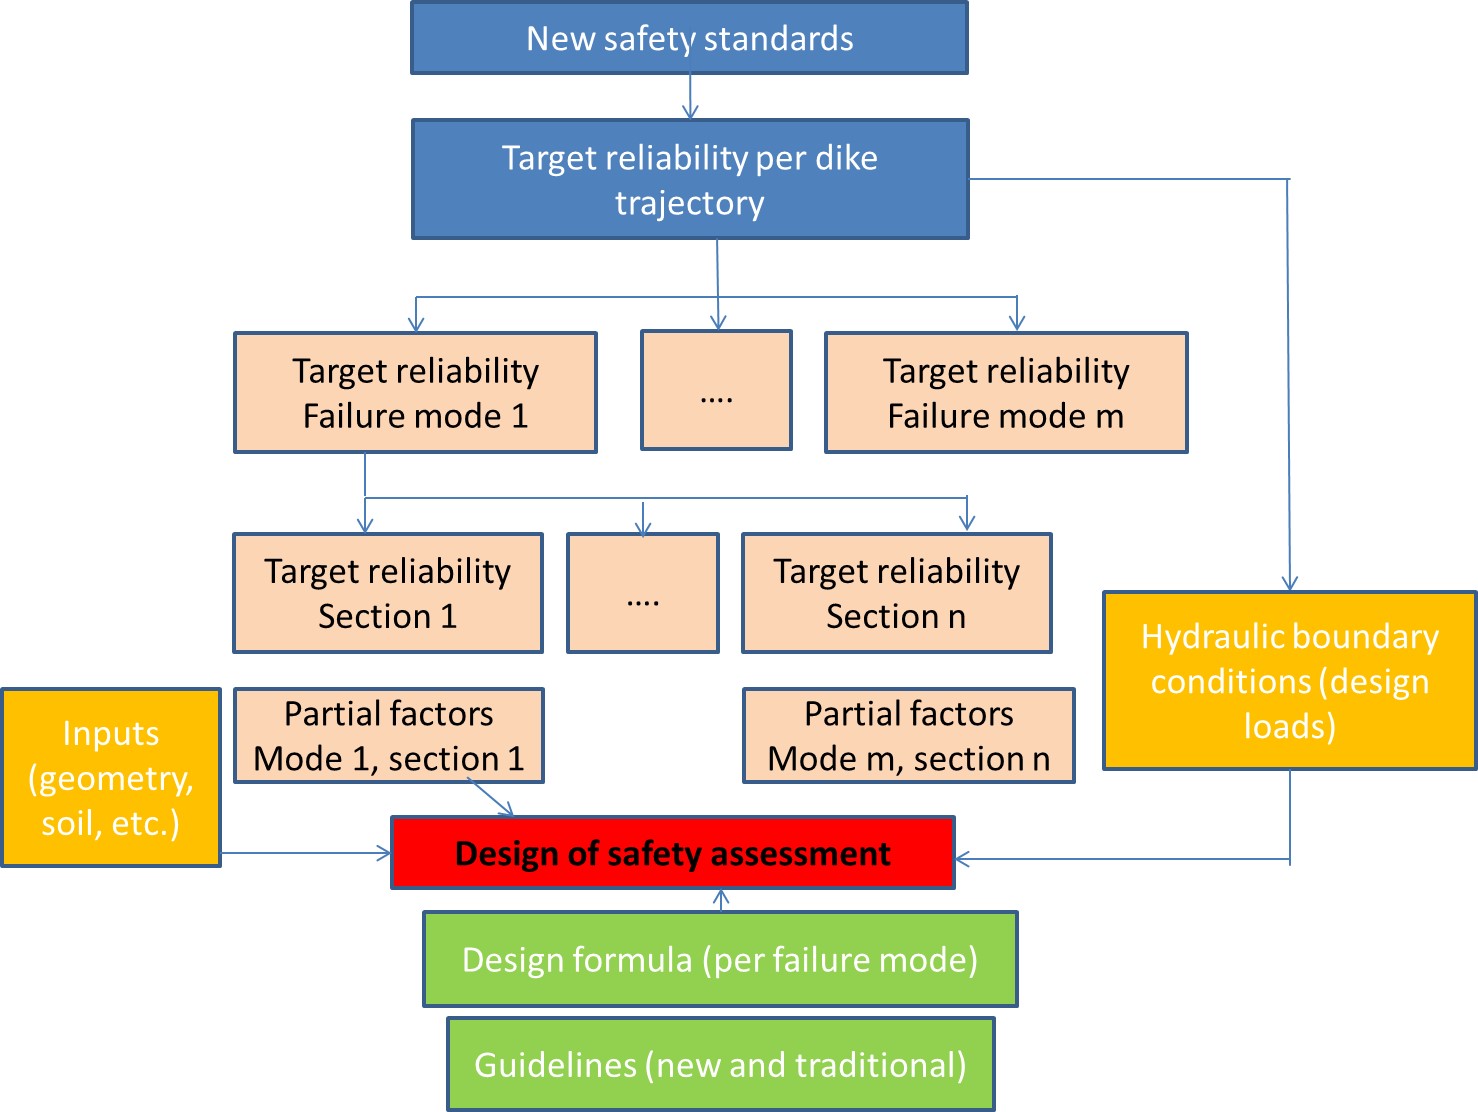 New safety standards
Target reliability per dike
trajectory
Target reliability
Failure mode 1
....
Target reliability
Failure mode m
Target reliability
Section 1
....
Target reliability
Section n
Hydraulic boundary
conditions (design
loads)
Inputs
(geometry,
soil, etc.)
Partial factors
Mode 1, section 1
Partial factors
Mode m, section n
Design of safety assessment
Design formula (per failure mode)
Guidelines (new and traditional)